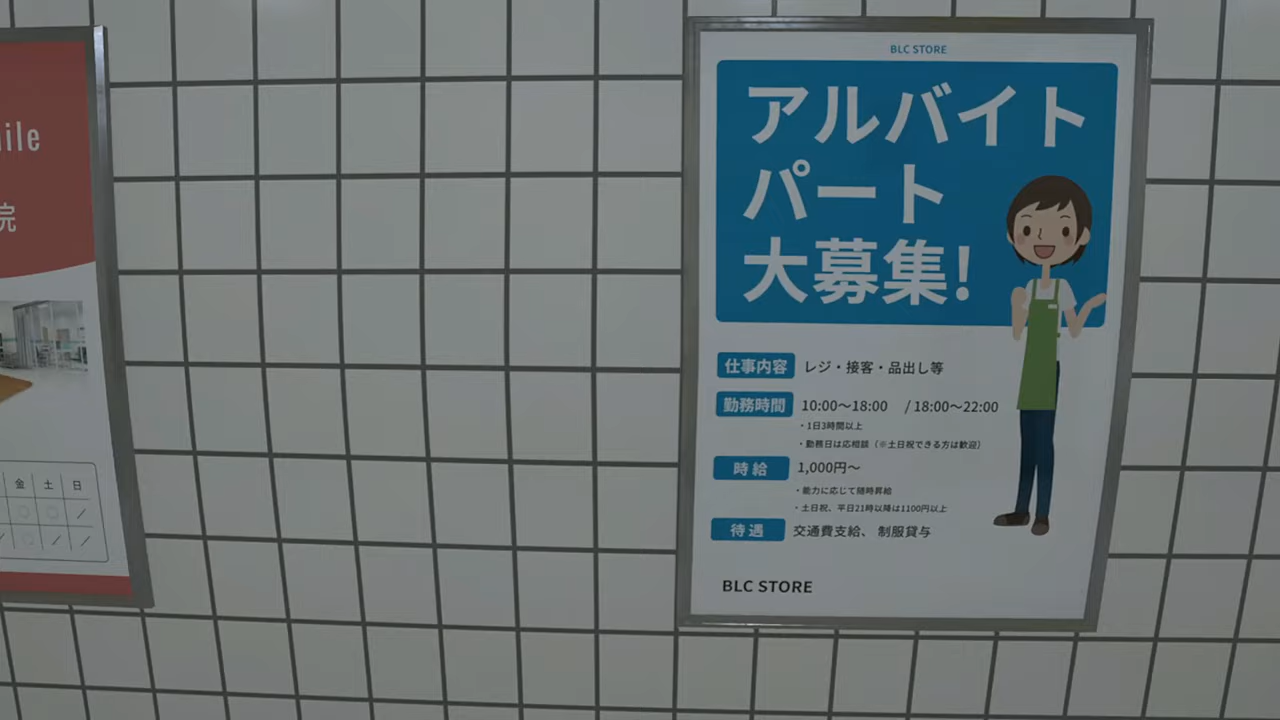 院
金 土 日
BLC STORE
アルバイト
パート
大募集!
仕事内容 レジ・接客・品出し等
勤務時間 10:00〜18:00 / 18:00〜22:00
・1日3時間以上
・勤務日は応相談（※土日祝できる方は歓迎）
時給 1,000円〜
・能力に応じて随時昇給
・土日祝、平日21時以降は1100円以上
待遇 交通費支給、制服貸与
BLC STORE